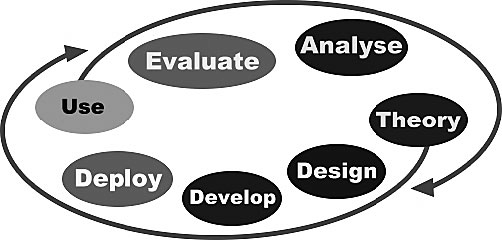 Analyse
Evaluate
Use
Theory
Design
Deploy
Develop